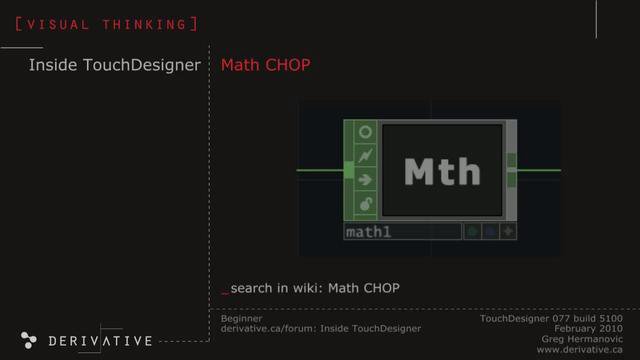 [VISUAL THINKING]
Inside TouchDesigner
Math CHOP
Mth
math1
_search in wiki: Math CHOP
Beginner
derivative.ca/forum: Inside TouchDesigner
TouchDesigner 077 build 5100
February 2010
Greg Hermanovic
www.derivative.ca
DERIVATIVE